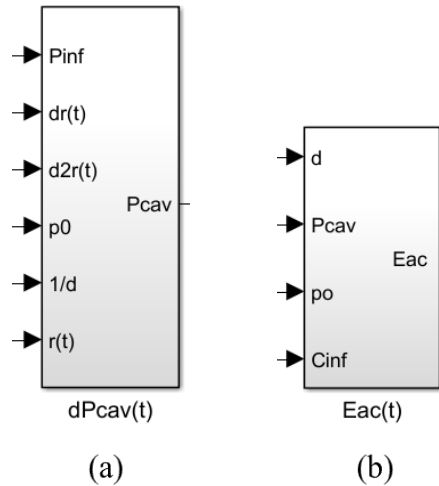 Pinf
dr(t)
d2r(t)
p0
1/d
r(t)
Pcav
dPcav(t)
(a)
d
Pcav
po
Cinf
Eac
Eac(t)
(b)